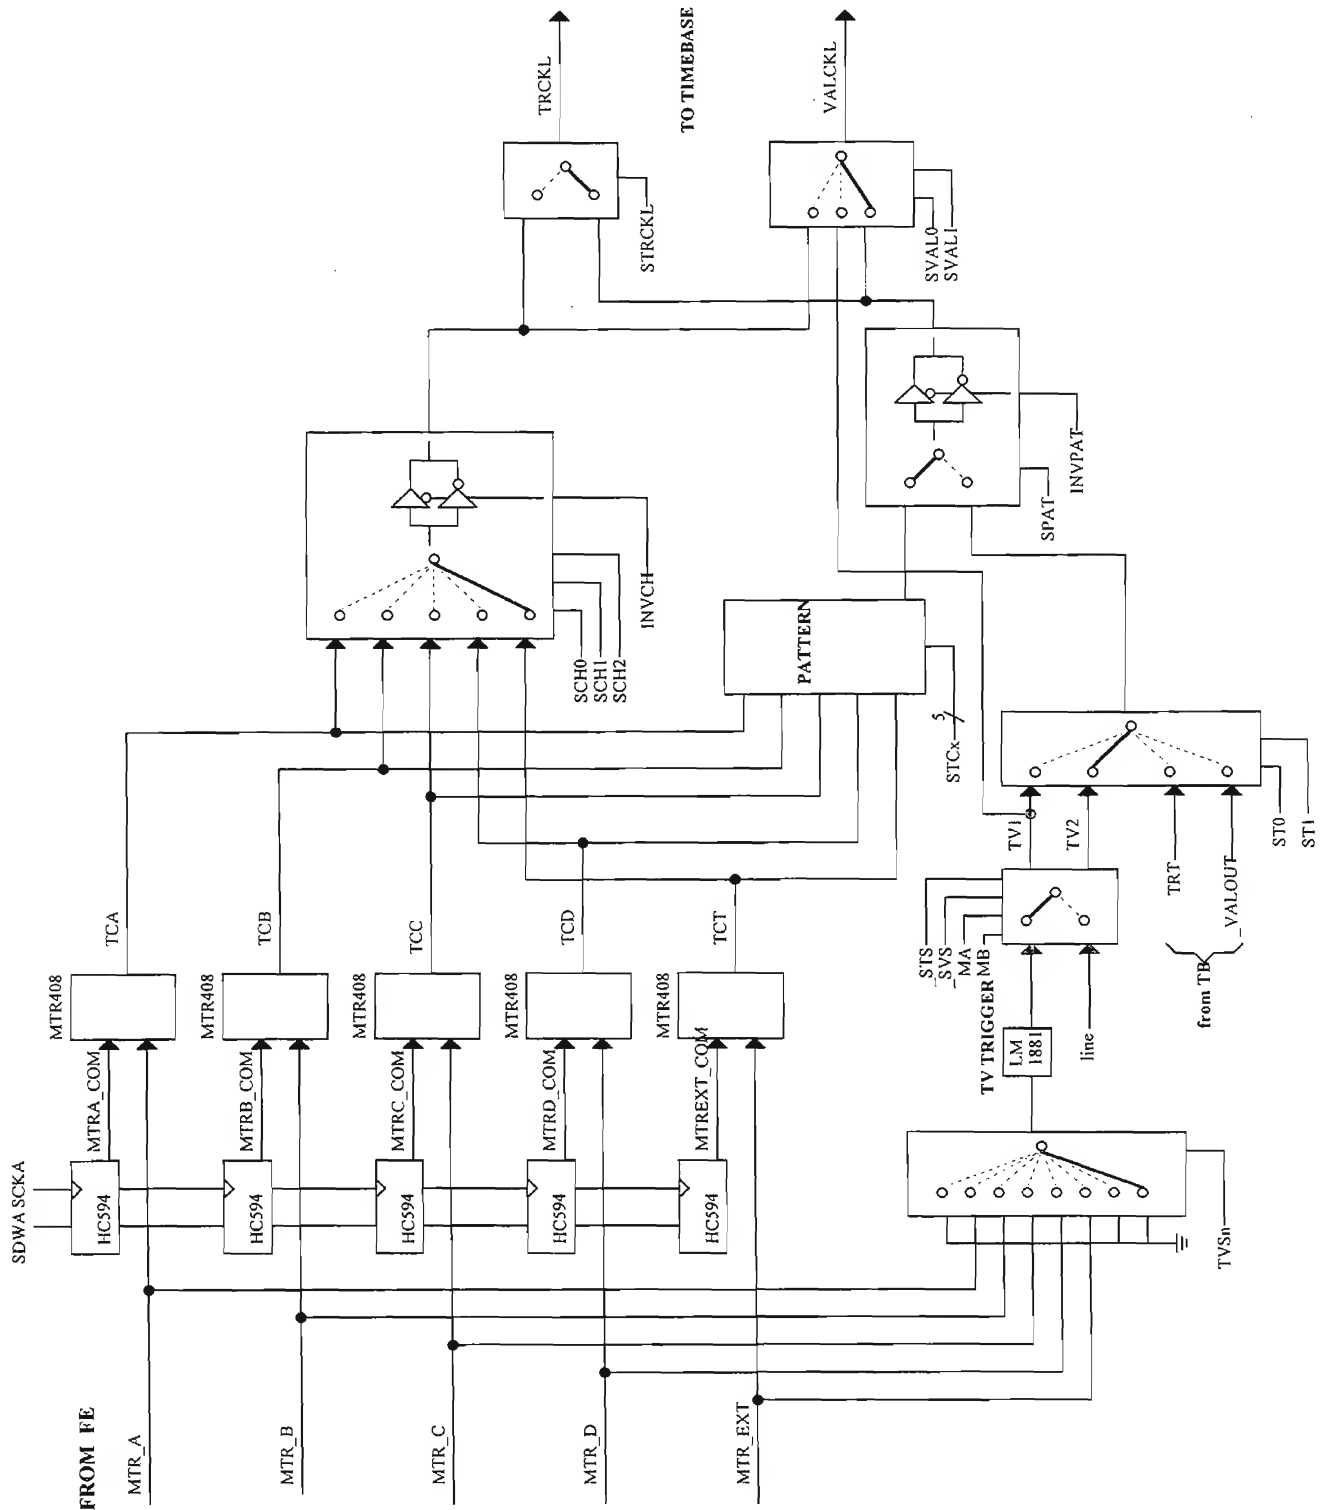 FROM FE
MTR_A
MTR_B
MTR_C
MTR_D
MTR_EXT
SDWA SCKA
HC594
HC594
HC594
HC594
HC594
MTRA_COM
MTRB_COM
MTRC_COM
MTRD_COM
MTREXT_COM
MTR408
MTR408
MTR408
MTR408
MTR408
TCA
TCB
TCC
TCD
TCT
TVSn
LM
1881
TV TRIGGER
line
_STS
_SVS
MA
MB
TV1
TV2
TRT
_VALOUT
from TB
ST0
ST1
STCx
5
PATTERN
SCH0
SCH1
SCH2
INVCH
SPAT
INVPAT
STRCKL
SVAL0
SVAL1
TRCKL
VALCKL
TO TIMEBASE